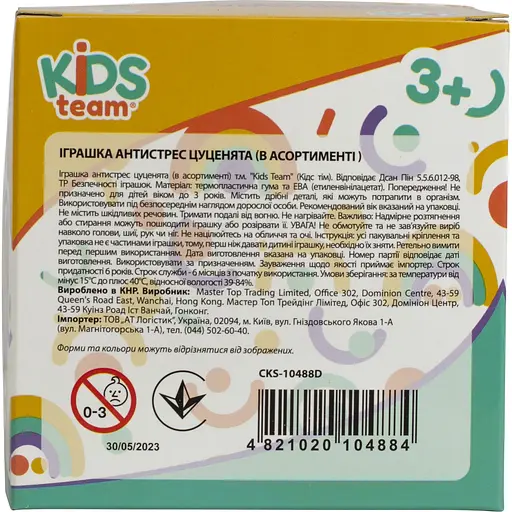 KiDS
team®
3+
ІГРАШКА АНТИСТРЕС ЦУЦЕНЯТА (В АСОРТИМЕНТІ )
Іграшка антистрес цуценята (в асортименті) т.м. "Kids Team" (Кідс тім). Відповідає Дсан Пін 5.5.6.012-98,
ТР Безпечності іграшок. Матеріал: термопластична гума та ЕВА (етиленвінілацетат). Попередження! Не
призначено для дітей віком до 3 років. Містить дрібні деталі, які можуть потрапити в організм.
Використовувати під безпосереднім наглядом дорослої особи. Рекомендований вік вказаний на упаковці.
Не містить шкідливих речовин. Тримати подалі від вогню. Не нагрівайте. Важливо: Надмірне розтягнення
або стирання можуть пошкодити іграшку або розірвати її. УВАГА! Не обмотуйте та не зав'язуйте виріб
навколо голови, шиї, рук чи ніг. Не націлюйтесь на обличчя та очі. Інструкція: усі пакувальні кріплення та
упаковка не є частинами іграшки, тому, перш ніж давати дитині іграшку, необхідно їх зняти. Ретельно вимити
перед першим використанням. Дата виготовлення вказана на упаковці. Номер партії відповідає даті
виготовлення. Використовувати за призначенням. Зауваження щодо якості приймає імпортер. Строк
придатності 6 років. Строк служби - 6 місяців з початку використання. Умови зберігання: за температури від
мінус 15°С до плюс 40°С, відносної вологості 39-84%.
Вироблено в КНР. Виробник: Master Top Trading Limited, Office 302, Dominion Centre, 43-59
Queen's Road East, Wanchai, Hong Kong. Мастер Топ Трейдінг Лімітед, Офіс 302, Домініон Центр,
43-59 Куінз Роад Іст Ванчай, Гонконг.
Імпортер: ТОВ„АТ Логістик", Україна, 02094, м. Київ, вул. Гніздовського Якова 1-А
(вул. Магнітогорська 1-А), тел. (044) 502-60-40.
Форми та кольори можуть відрізнятися від зображених.
CKS-10488D
0-3
30/05/2023
4 821020 104884